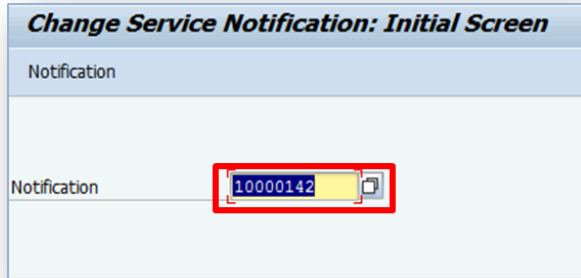 Change Service Notification: Initial Screen
Notification
Notification 10000142